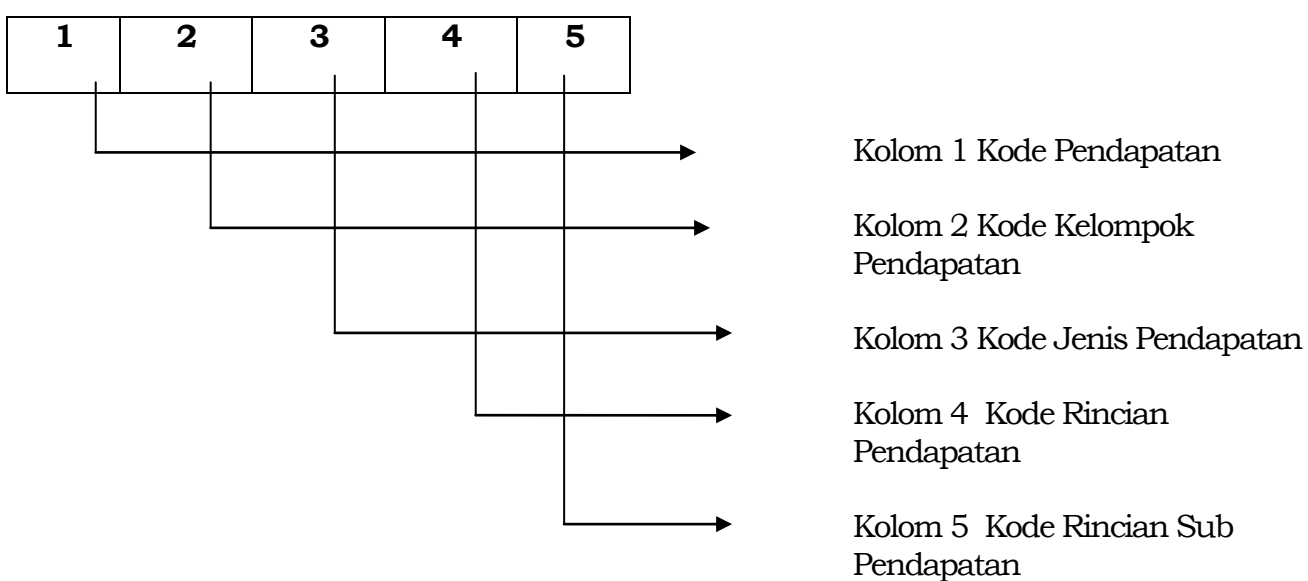 1 2 3 4 5
Kolom 1 Kode Pendapatan
Kolom 2 Kode Kelompok
Pendapatan
Kolom 3 Kode Jenis Pendapatan
Kolom 4 Kode Rincian
Pendapatan
Kolom 5 Kode Rincian Sub
Pendapatan